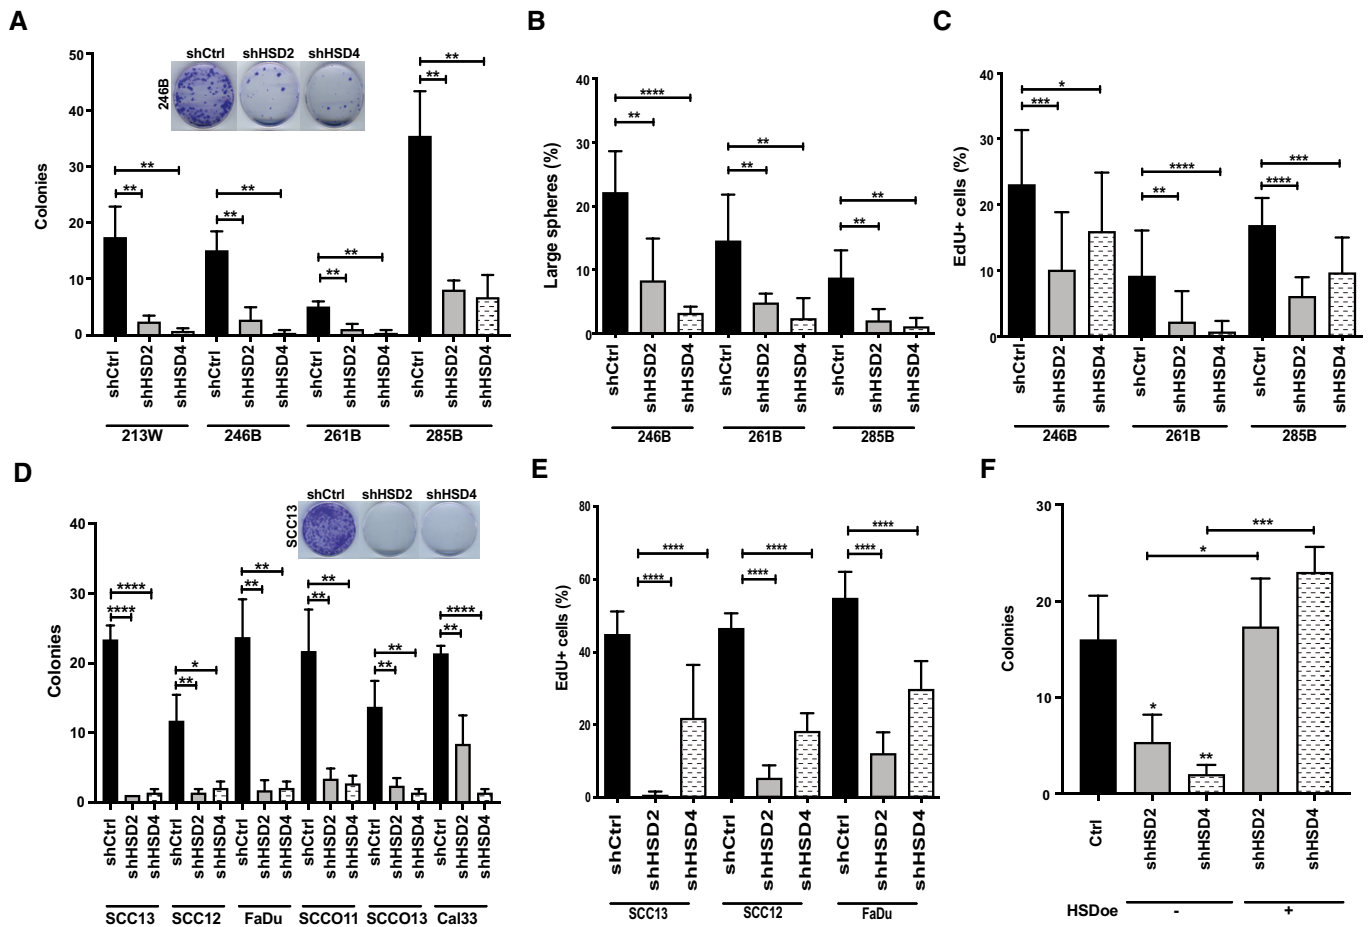 A
shCtrl shHSD2 shHSD4
246B
Colonies
50
40
30
20
10
0
** ** ** ** ** ** ** **
shCtrl shHSD2 shHSD4 shCtrl shHSD2 shHSD4 shCtrl shHSD2 shHSD4 shCtrl shHSD2 shHSD4
213W 246B 261B 285B
B
Large spheres (%)
40
30
20
10
0
**** ** ** ** ** **
shCtrl shHSD2 shHSD4 shCtrl shHSD2 shHSD4 shCtrl shHSD2 shHSD4
246B 261B 285B
C
EdU+ cells (%)
40
30
20
10
0
* *** **** ** *** ****
shCtrl shHSD2 shHSD4 shCtrl shHSD2 shHSD4 shCtrl shHSD2 shHSD4
246B 261B 285B
D
shCtrl shHSD2 shHSD4
SCC13
Colonies
40
30
20
10
0
**** **** * ** ** ** ** ** ** ** **** **
shCtrl shHSD2 shHSD4 shCtrl shHSD2 shHSD4 shCtrl shHSD2 shHSD4 shCtrl shHSD2 shHSD4 shCtrl shHSD2 shHSD4 shCtrl shHSD2 shHSD4
SCC13 SCC12 FaDu SCCO11 SCCO13 Cal33
E
EdU+ cells (%)
80
60
40
20
0
**** **** **** **** **** ****
shCtrl shHSD2 shHSD4 shCtrl shHSD2 shHSD4 shCtrl shHSD2 shHSD4
SCC13 SCC12 FaDu
F
Colonies
30
20
10
0
*** * * **
Ctrl shHSD2 shHSD4 shHSD2 shHSD4
HSDoe - +